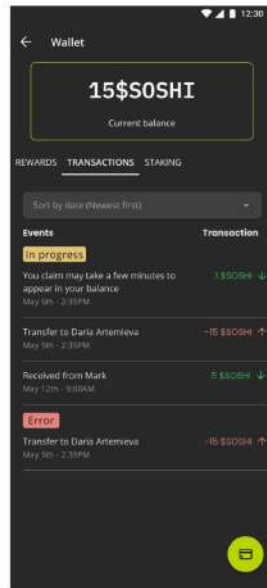 12:30
Wallet
15$SOSHI
Current balance
REWARDS TRANSACTIONS STAKING
Sort by date (Newest first)
Events Transaction
In progress
You claim may take a few minutes to
appear in your balance
1 $SOSHI
May 5th - 2:35PM
Transfer to Daria Artemieva -15 $SOSHI
May 5th - 2:35PM
Received from Mark 5 $SOSHI
May 12th - 9:00AM
Error
Transfer to Daria Artemieva -15 $SOSHI
May 5th - 2:35PM